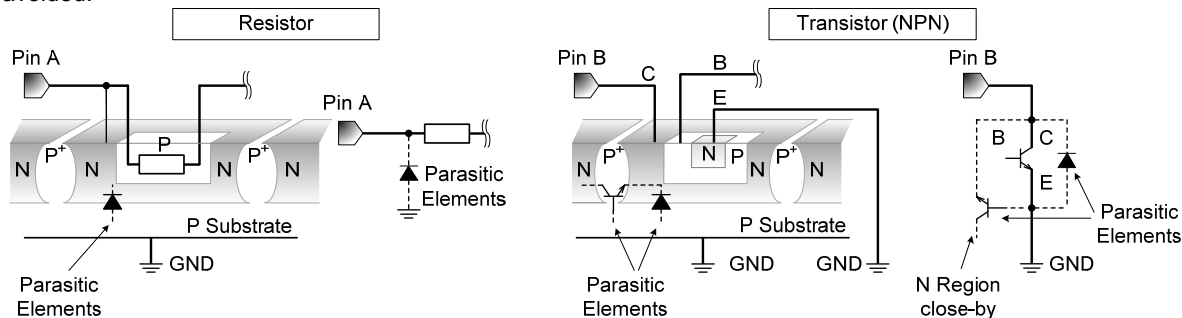 Resistor
Pin A
N
P+
N
P
P+
N
P Substrate
GND
Parasitic
Elements
Pin A
Parasitic
Elements
Transistor (NPN)
Pin B
C
B
E
N
P+
N
N
P
P+
N
P Substrate
GND
GND
Parasitic
Elements
Pin B
B
C
E
Parasitic
Elements
GND
N Region
close-by